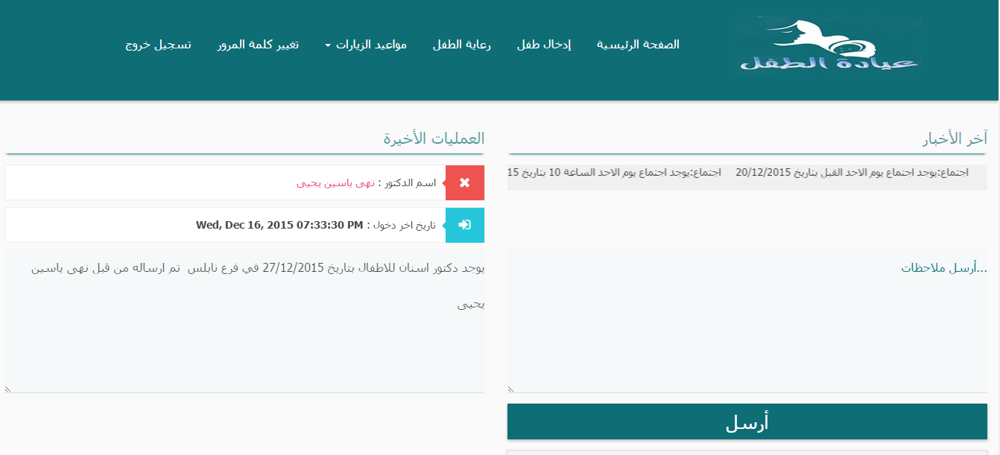 عيادة الطفل
الصفحة الرئيسية
إدخال طفل
رعاية الطفل
مواعيد الزيارات
تغيير كلمة المرور
تسجيل خروج
آخر الأخبار
اجتماع:يوجد اجتماع يوم الاحد القبل بتاريخ 20/12/2015 اجتماع:يوجد اجتماع يوم الاحد الساعة 10 بتاريخ 15
أرسل ملاحظات...
أرسل
العمليات الأخيرة
اسم الدكتور : نهى ياسين يحيى
تاريخ اخر دخول : Wed, Dec 16, 2015 07:33:30 PM
يوجد دكتور اسنان للاطفال بتاريخ 27/12/2015 في فرع نابلس تم ارساله من قبل نهى ياسين
يحيى